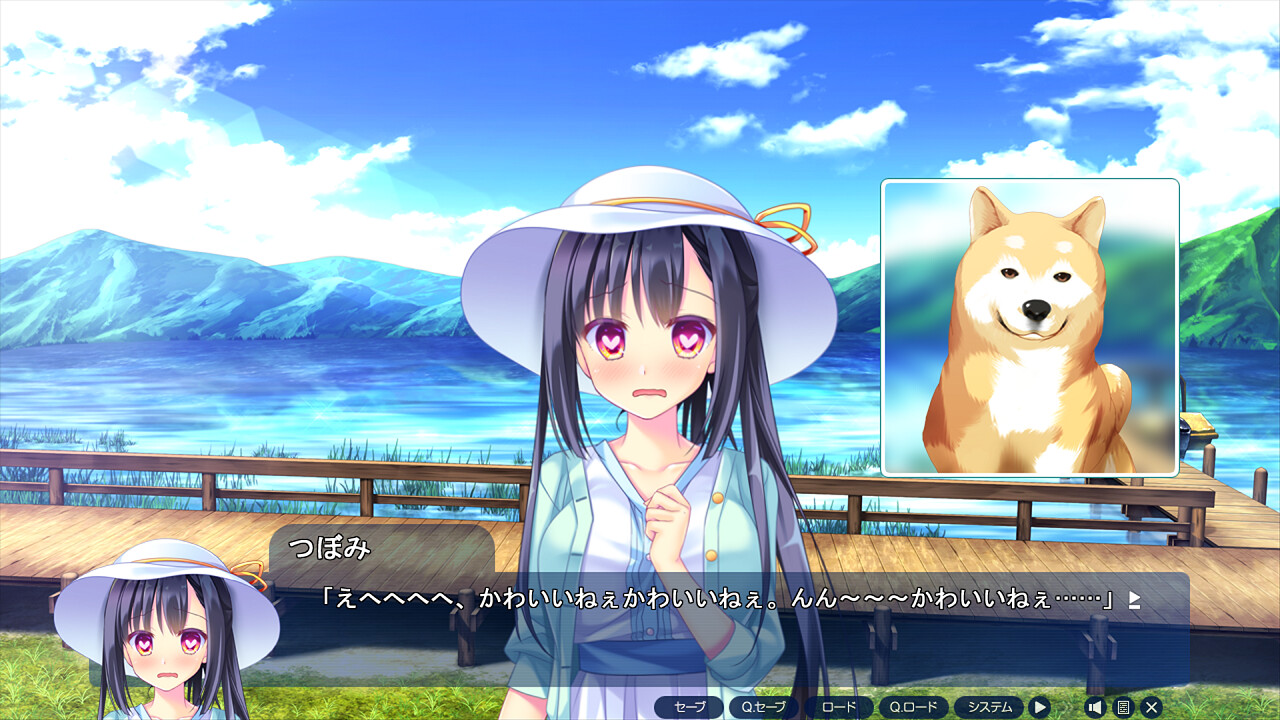 つぼみ
「えへへへへ、かわいいねぇかわいいねぇ。んん～～～かわいいねぇ……」
セーブ
Q.セーブ
ロード
Q.ロード
システム